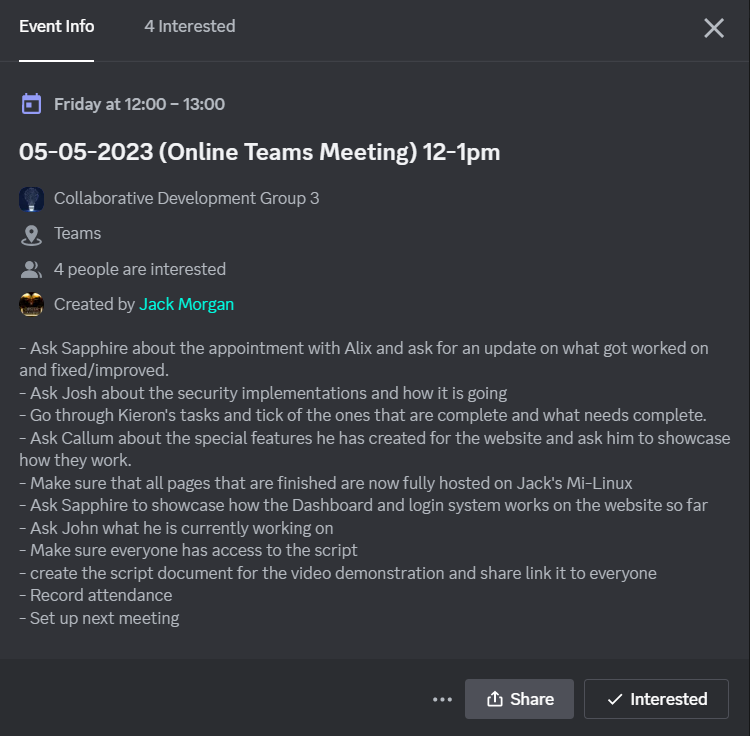 Event Info
4 Interested
Friday at 12:00 – 13:00
05-05-2023 (Online Teams Meeting) 12-1pm
Collaborative Development Group 3
Teams
4 people are interested
Created by Jack Morgan
- Ask Sapphire about the appointment with Alix and ask for an update on what got worked on
and fixed/improved.
- Ask Josh about the security implementations and how it is going
- Go through Kieron's tasks and tick of the ones that are complete and what needs complete.
- Ask Callum about the special features he has created for the website and ask him to showcase
how they work.
- Make sure that all pages that are finished are now fully hosted on Jack's Mi-Linux
- Ask Sapphire to showcase how the Dashboard and login system works on the website so far
- Ask John what he is currently working on
- Make sure everyone has access to the script
- create the script document for the video demonstration and share link it to everyone
- Record attendance
- Set up next meeting
Share
Interested